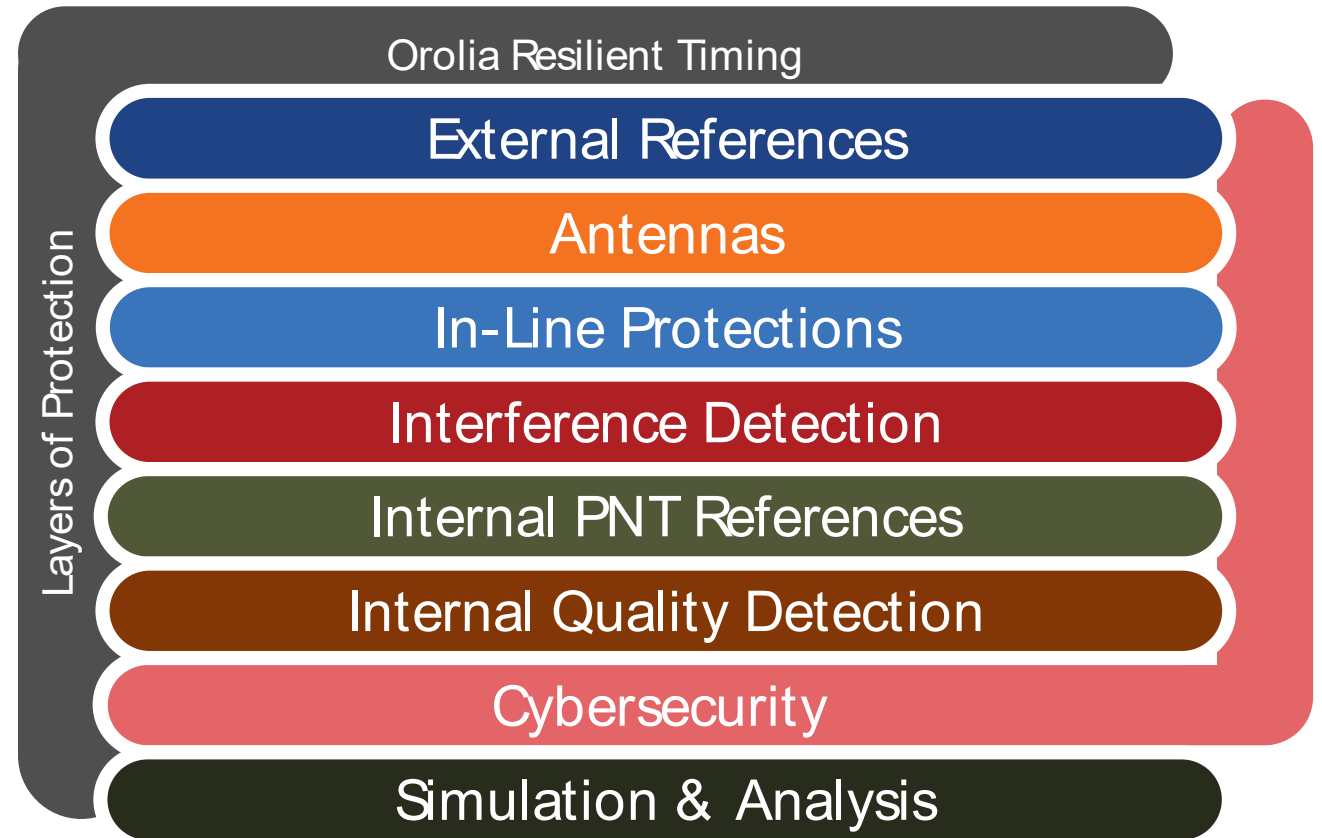 Orolia Resilient Timing
Layers of Protection
External References
Antennas
In-Line Protections
Interference Detection
Internal PNT References
Internal Quality Detection
Cybersecurity
Simulation & Analysis